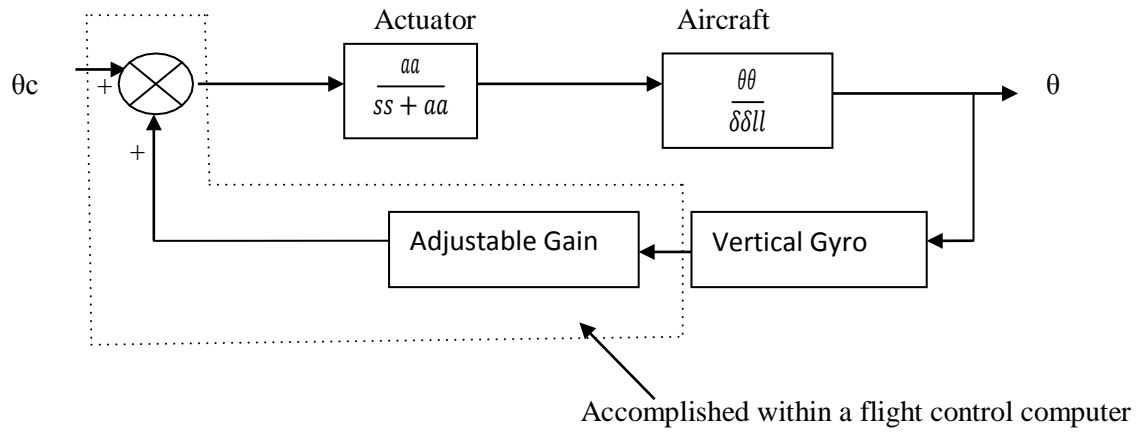 Actuator
Aircraft
θc
+
aa
ss + aa
θθ
δδll
θ
+
Adjustable Gain
Vertical Gyro
Accomplished within a flight control computer